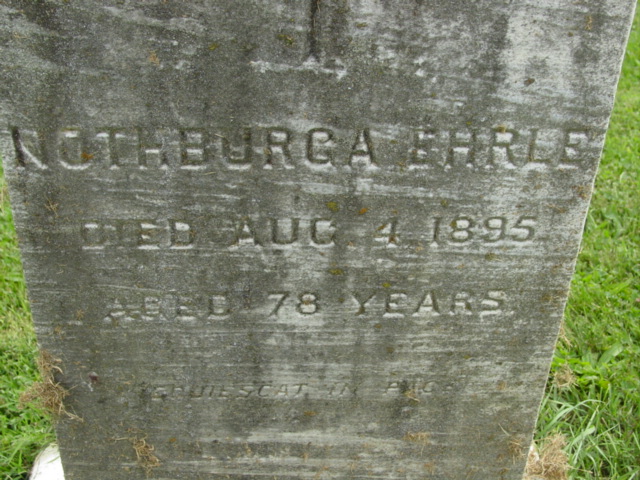 NOTHBURGA EHRLE
DIED AUG. 4, 1895
AGED 78 YEARS.
REQUIESCAT IN PACE